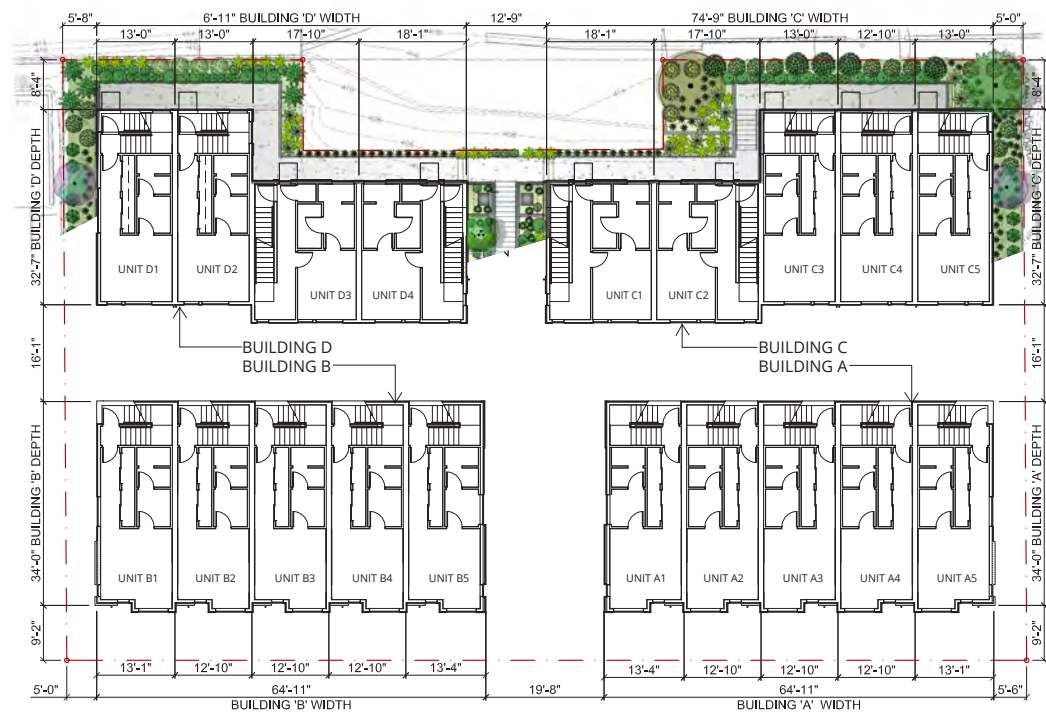 5'-8" 6'-11" BUILDING 'D' WIDTH 12'-9" 74'-9" BUILDING 'C' WIDTH 5'-0"
13'-0" 13'-0" 17'-10" 18'-1" 18'-1" 17'-10" 13'-0" 12'-10" 13'-0"
8'-4" 8'-4"
32'-7" BUILDING 'D' DEPTH 32'-7" BUILDING 'C' DEPTH
UNIT D1 UNIT D2 UNIT C3 UNIT C4 UNIT C5
UNIT D3 UNIT D4 UNIT C1 UNIT C2
16'-1" 16'-1"
BUILDING D BUILDING C
BUILDING B BUILDING A
34'-0" BUILDING 'B' DEPTH 34'-0" BUILDING 'A' DEPTH
UNIT B1 UNIT B2 UNIT B3 UNIT B4 UNIT B5 UNIT A1 UNIT A2 UNIT A3 UNIT A4 UNIT A5
9'-2" 9'-2"
13'-1" 12'-10" 12'-10" 12'-10" 13'-4" 13'-4" 12'-10" 12'-10" 12'-10" 13'-1"
5'-0" 64'-11" 19'-8" 64'-11" 5'-6"
BUILDING 'B' WIDTH BUILDING 'A' WIDTH